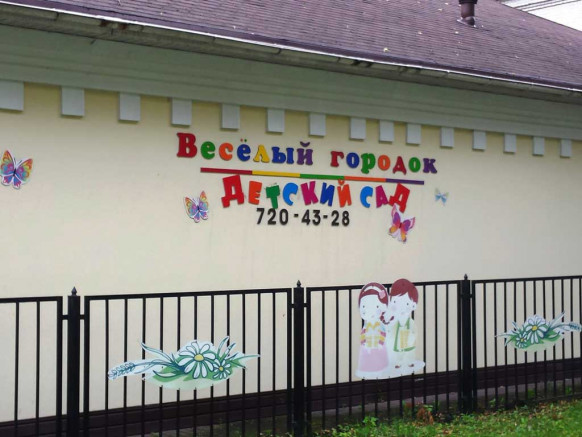 Весёлый городок
Детский сад
720-43-28